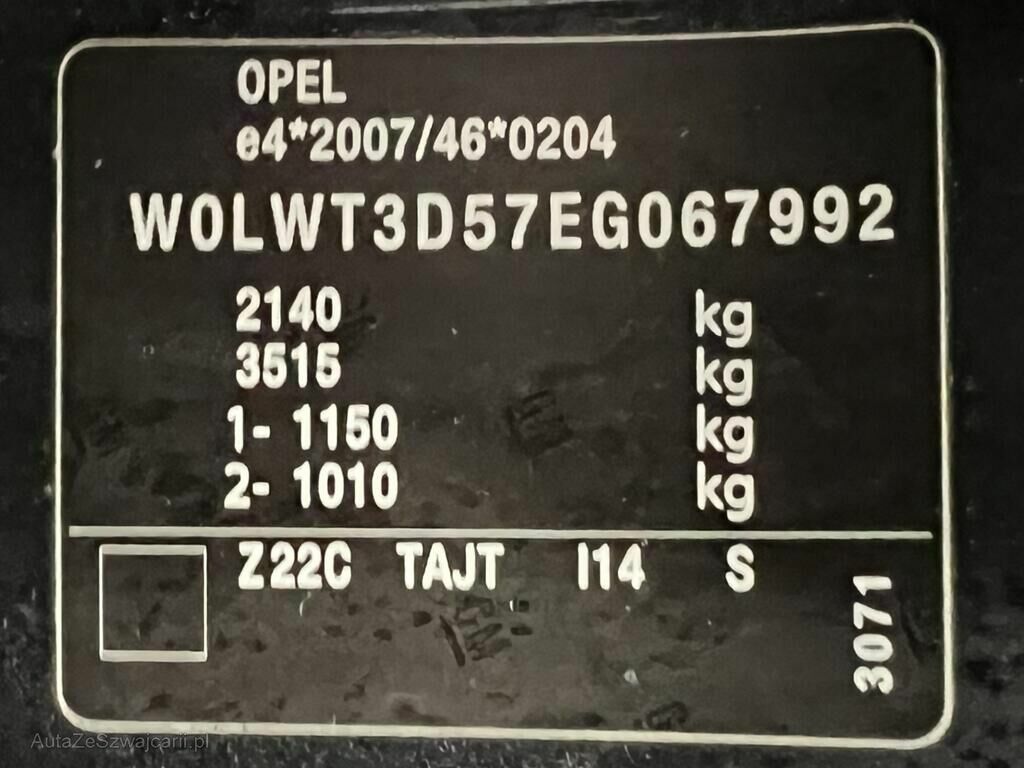 OPEL
e4*2007/46*0204
W0LWT3D57EG067992
2140 kg
3515 kg
1- 1150 kg
2- 1010 kg
Z22C TAJT I14 S
3071
AutaZeSzwajcarii.pl